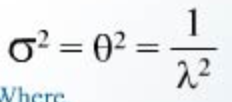 σ² = θ² = 1/λ²
Where